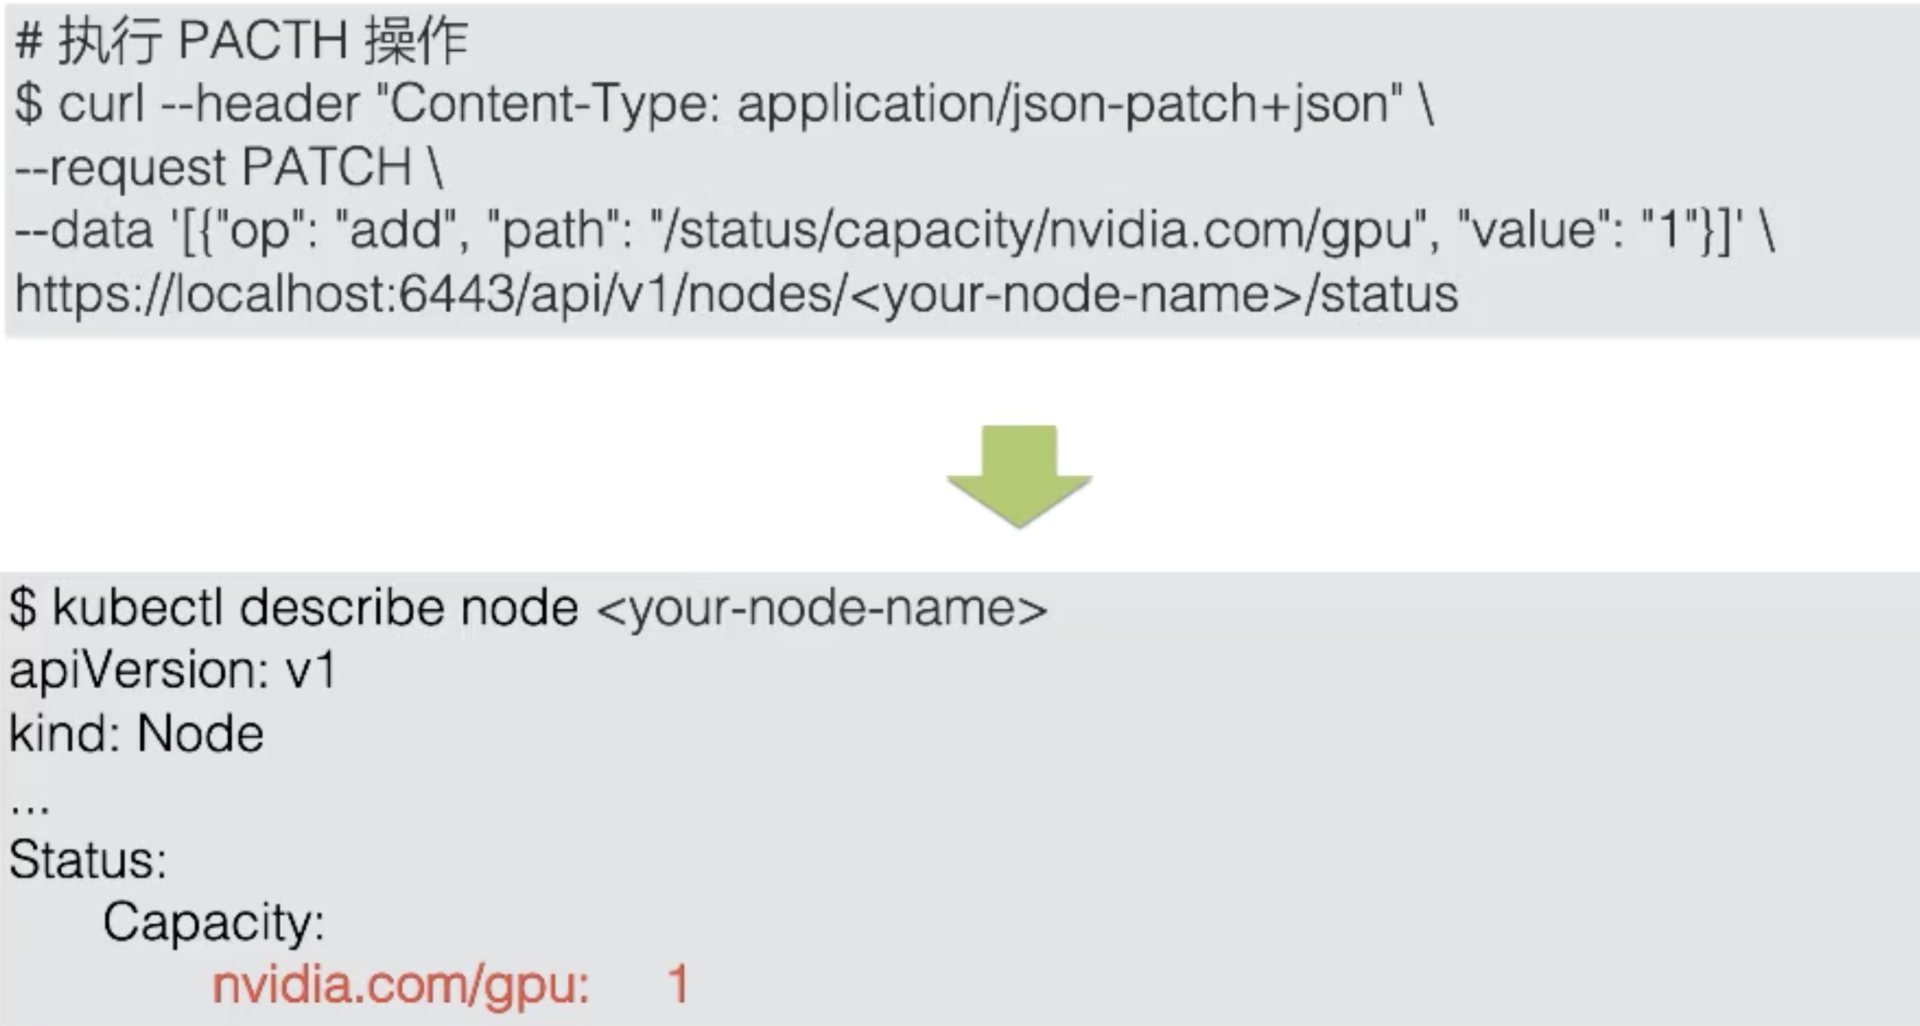 # 执行 PACTH 操作
$ curl --header "Content-Type: application/json-patch+json" \
--request PATCH \
--data '[{"op": "add", "path": "/status/capacity/nvidia.com/gpu", "value": "1"}]' \
https://localhost:6443/api/v1/nodes/<your-node-name>/status
$ kubectl describe node <your-node-name>
apiVersion: v1
kind: Node
...
Status:
Capacity:
nvidia.com/gpu: 1